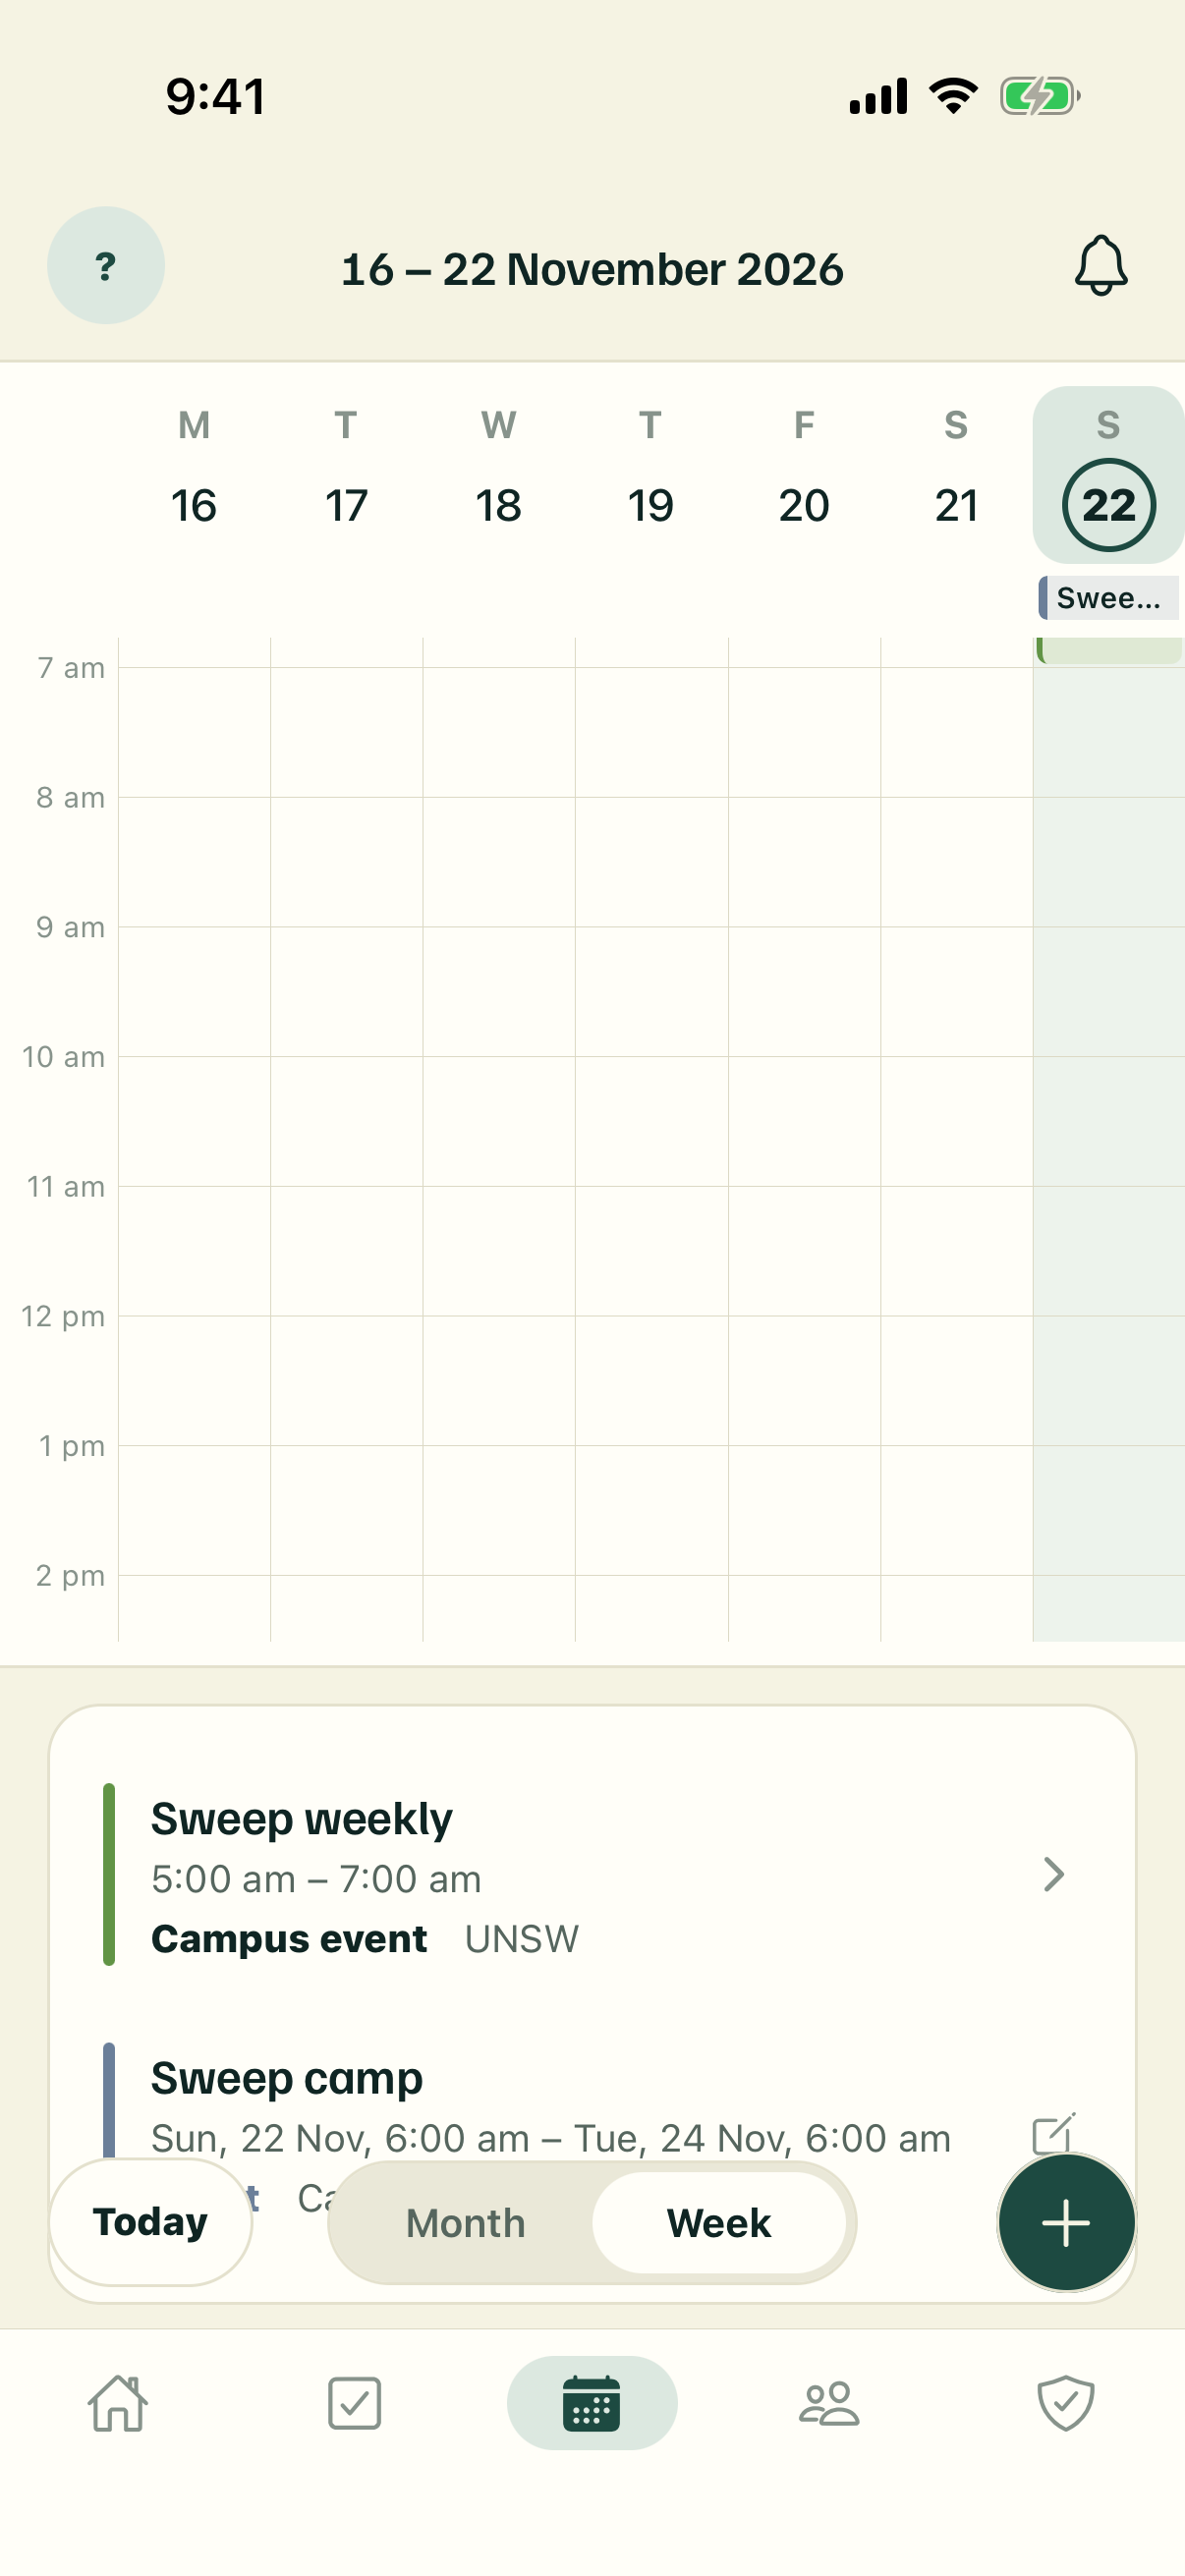 9:41
?
16 – 22 November 2026
M T W T F S S
16 17 18 19 20 21 22
Swee...
7 am
8 am
9 am
10 am
11 am
12 pm
1 pm
2 pm
Sweep weekly
5:00 am – 7:00 am
Campus event UNSW
Sweep camp
Sun, 22 Nov, 6:00 am – Tue, 24 Nov, 6:00 am
Today Month Week